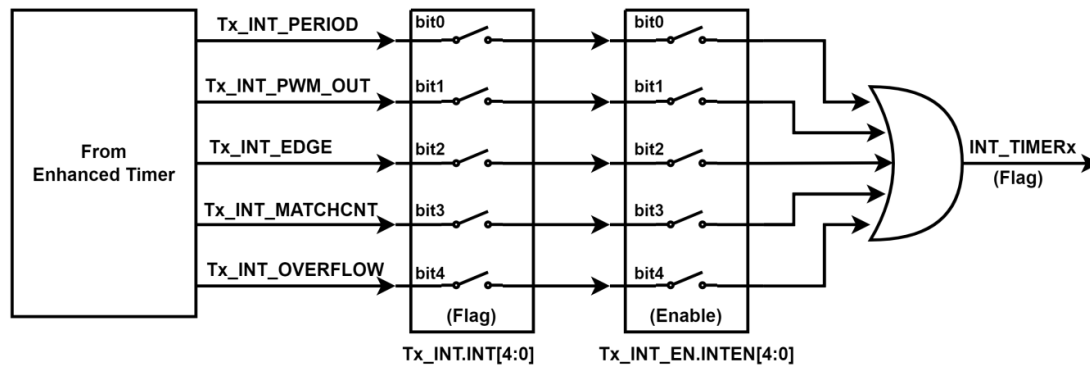 From
Enhanced Timer
Tx_INT_PERIOD
Tx_INT_PWM_OUT
Tx_INT_EDGE
Tx_INT_MATCHCNT
Tx_INT_OVERFLOW
bit0
bit1
bit2
bit3
bit4
(Flag)
Tx_INT.INT[4:0]
bit0
bit1
bit2
bit3
bit4
(Enable)
Tx_INT_EN.INTEN[4:0]
INT_TIMERx
(Flag)